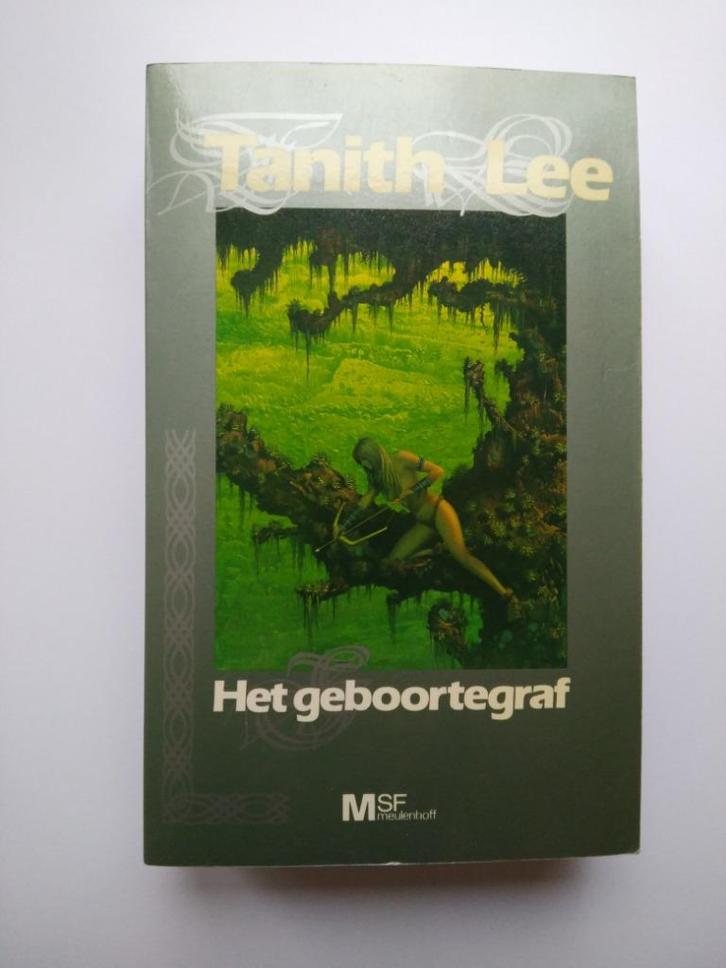 Tanith Lee
Het geboortegraf
MSF
meulenhoff